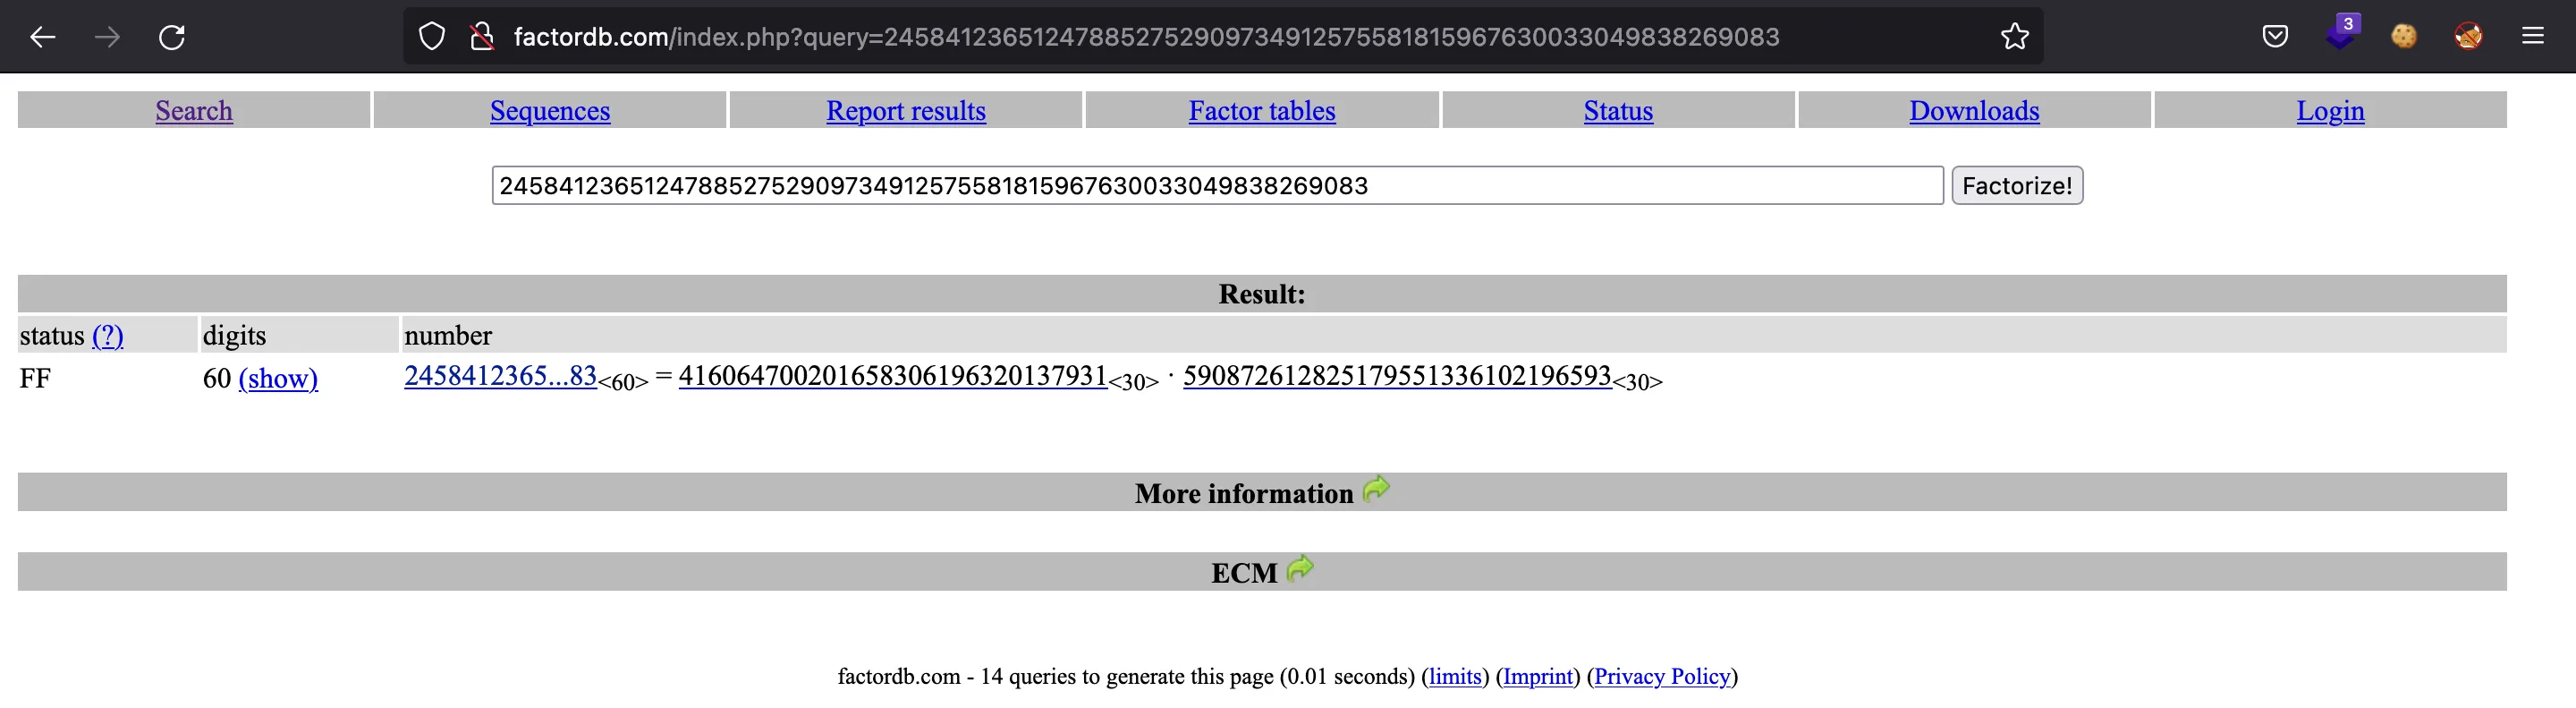 factordb.com/index.php?query=245841236512478852752909734912575581815967630033049838269083
3
Search Sequences Report results Factor tables Status Downloads Login
245841236512478852752909734912575581815967630033049838269083 Factorize!
Result:
status (?) digits number
FF 60 (show) 2458412365...83<60> = 416064700201658306196320137931<30> · 590872612825179551336102196593<30>
More information
ECM
factordb.com - 14 queries to generate this page (0.01 seconds) (limits) (Imprint) (Privacy Policy)